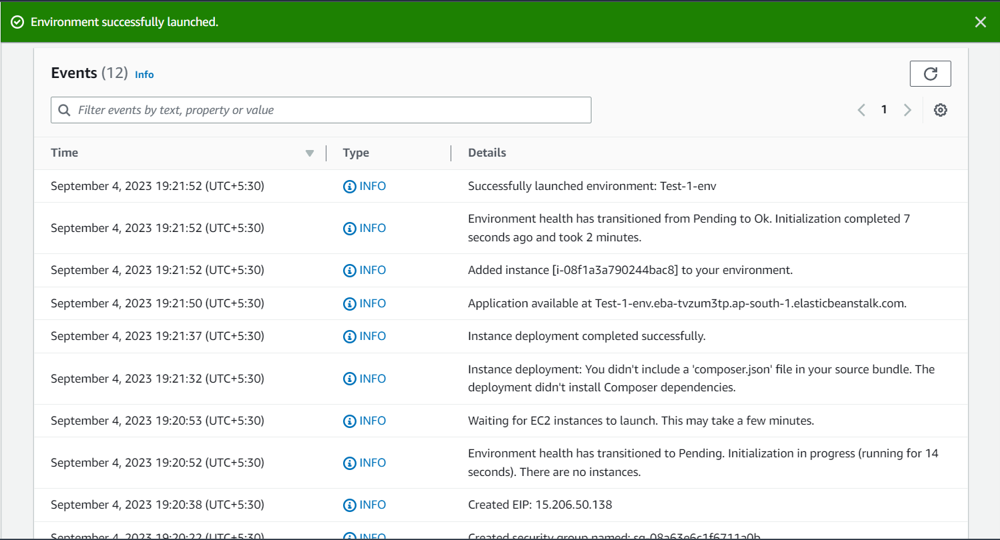 Environment successfully launched.
Events (12) Info
Filter events by text, property or value
1
Time Type Details
September 4, 2023 19:21:52 (UTC+5:30) INFO Successfully launched environment: Test-1-env
Environment health has transitioned from Pending to Ok. Initialization completed 7
September 4, 2023 19:21:52 (UTC+5:30) INFO
seconds ago and took 2 minutes.
September 4, 2023 19:21:52 (UTC+5:30) INFO Added instance [i-08f1a3a790244bac8] to your environment.
September 4, 2023 19:21:50 (UTC+5:30) INFO Application available at Test-1-env.eba-tvzum3tp.ap-south-1.elasticbeanstalk.com.
September 4, 2023 19:21:37 (UTC+5:30) INFO Instance deployment completed successfully.
Instance deployment: You didn't include a 'composer.json' file in your source bundle. The
September 4, 2023 19:21:32 (UTC+5:30) INFO
deployment didn't install Composer dependencies.
September 4, 2023 19:20:53 (UTC+5:30) INFO Waiting for EC2 instances to launch. This may take a few minutes.
Environment health has transitioned to Pending. Initialization in progress (running for 14
September 4, 2023 19:20:52 (UTC+5:30) INFO
seconds). There are no instances.
September 4, 2023 19:20:38 (UTC+5:30) INFO Created EIP: 15.206.50.138
September 4, 2023 19:20:22 (UTC+5:30) INFO Created security group named: sg-08a63e6c1f6711a0b